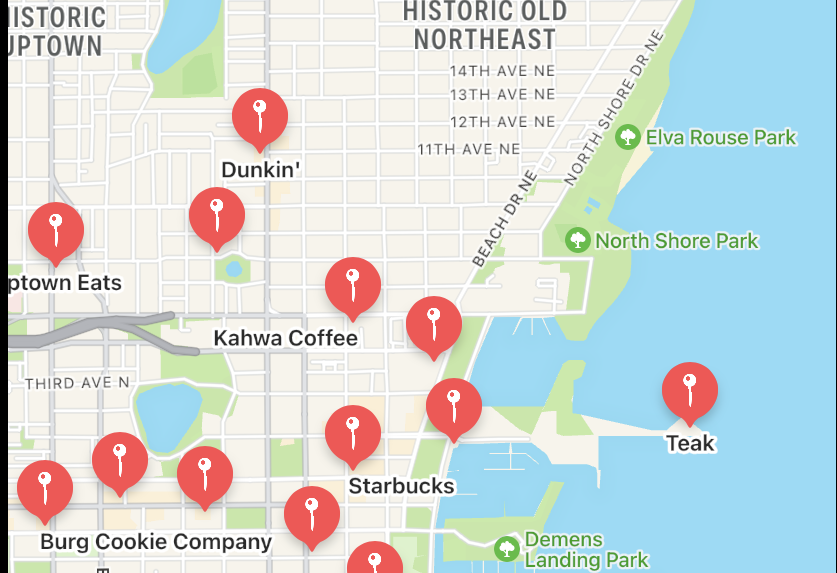 HISTORIC OLD
NORTHEAST
14TH AVE NE
13TH AVE NE
12TH AVE NE
11TH AVE NE
NORTH SHORE DR NE
Elva Rouse Park
Dunkin'
BEACH DR NE
North Shore Park
ptown Eats
Kahwa Coffee
THIRD AVE N
Teak
Starbucks
Burg Cookie Company
Demens
Landing Park
ISTORIC
UPTOWN